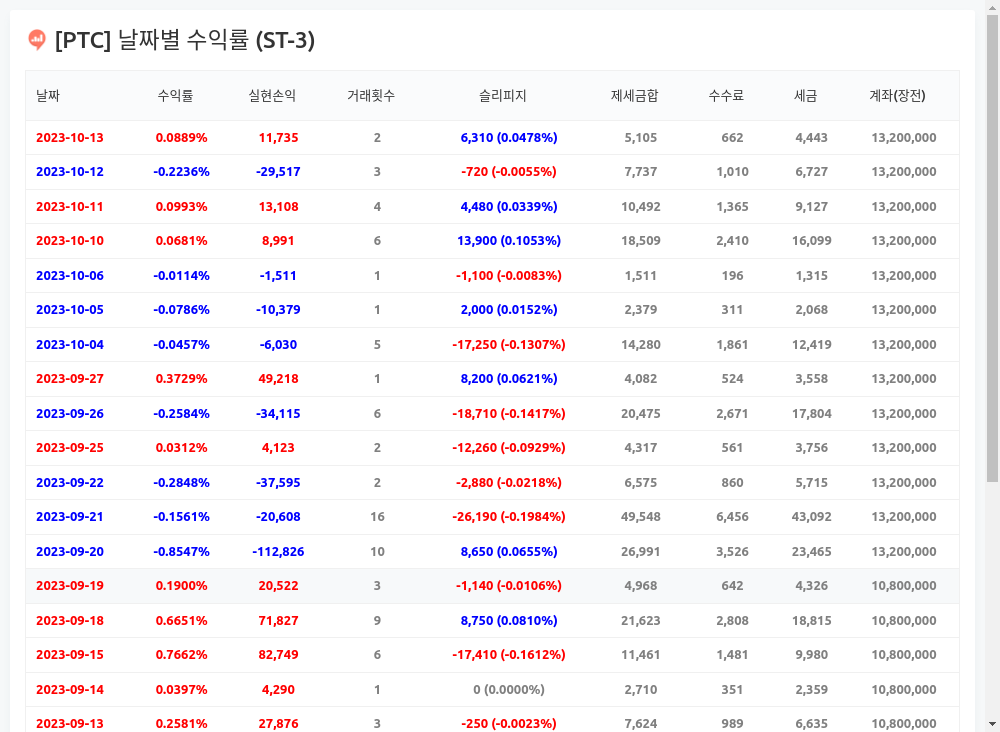 [PTC] 날짜별 수익률 (ST-3)
날짜 수익률 실현손익 거래횟수 슬리피지 제세금합 수수료 세금 계좌(장전)
2023-10-13 0.0889% 11,735 2 6,310 (0.0478%) 5,105 662 4,443 13,200,000
2023-10-12 -0.2236% -29,517 3 -720 (-0.0055%) 7,737 1,010 6,727 13,200,000
2023-10-11 0.0993% 13,108 4 4,480 (0.0339%) 10,492 1,365 9,127 13,200,000
2023-10-10 0.0681% 8,991 6 13,900 (0.1053%) 18,509 2,410 16,099 13,200,000
2023-10-06 -0.0114% -1,511 1 -1,100 (-0.0083%) 1,511 196 1,315 13,200,000
2023-10-05 -0.0786% -10,379 1 2,000 (0.0152%) 2,379 311 2,068 13,200,000
2023-10-04 -0.0457% -6,030 5 -17,250 (-0.1307%) 14,280 1,861 12,419 13,200,000
2023-09-27 0.3729% 49,218 1 8,200 (0.0621%) 4,082 524 3,558 13,200,000
2023-09-26 -0.2584% -34,115 6 -18,710 (-0.1417%) 20,475 2,671 17,804 13,200,000
2023-09-25 0.0312% 4,123 2 -12,260 (-0.0929%) 4,317 561 3,756 13,200,000
2023-09-22 -0.2848% -37,595 2 -2,880 (-0.0218%) 6,575 860 5,715 13,200,000
2023-09-21 -0.1561% -20,608 16 -26,190 (-0.1984%) 49,548 6,456 43,092 13,200,000
2023-09-20 -0.8547% -112,826 10 8,650 (0.0655%) 26,991 3,526 23,465 13,200,000
2023-09-19 0.1900% 20,522 3 -1,140 (-0.0106%) 4,968 642 4,326 10,800,000
2023-09-18 0.6651% 71,827 9 8,750 (0.0810%) 21,623 2,808 18,815 10,800,000
2023-09-15 0.7662% 82,749 6 -17,410 (-0.1612%) 11,461 1,481 9,980 10,800,000
2023-09-14 0.0397% 4,290 1 0 (0.0000%) 2,710 351 2,359 10,800,000
2023-09-13 0.2581% 27,876 3 -250 (-0.0023%) 7,624 989 6,635 10,800,000